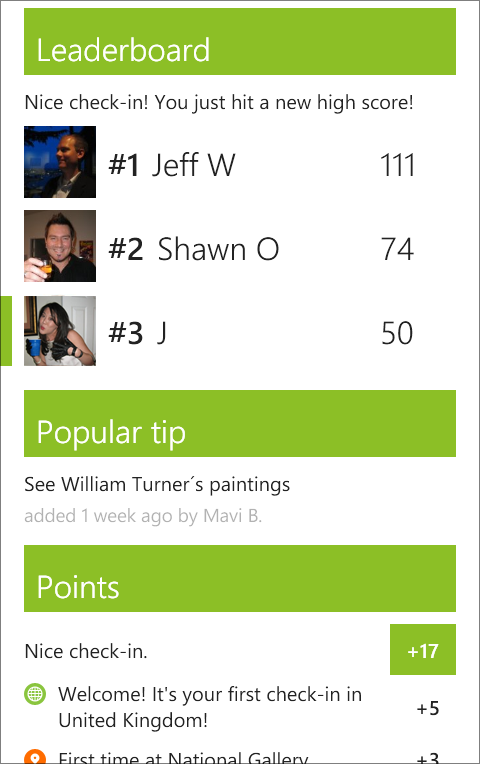 Leaderboard
Nice check-in! You just hit a new high score!
#1 Jeff W 111
#2 Shawn O 74
#3 J 50
Popular tip
See William Turner´s paintings
added 1 week ago by Mavi B.
Points
Nice check-in. +17
Welcome! It's your first check-in in
United Kingdom!
+5
First time at National Gallery +3